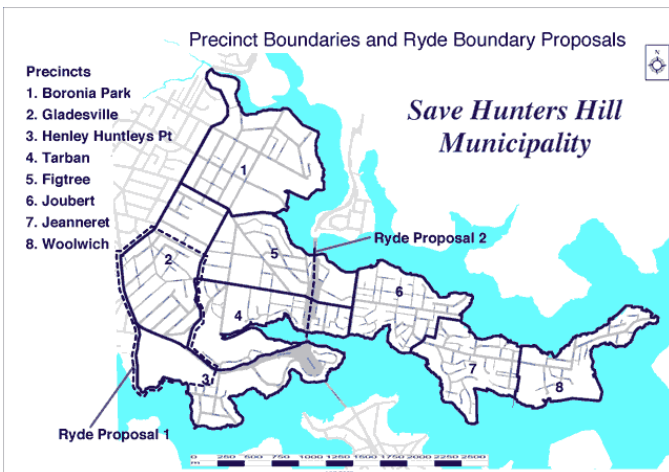 Precinct Boundaries and Ryde Boundary Proposals
N
Precincts
1. Boronia Park
2. Gladesville
3. Henley Huntleys Pt
4. Tarban
5. Figtree
6. Joubert
7. Jeanneret
8. Woolwich
Save Hunters Hill
Municipality
1
Ryde Proposal 2
2
5
6
4
7
8
3
Ryde Proposal 1
0 250 500 750 1000 1250 1500 1750 2000 2250 2500
m